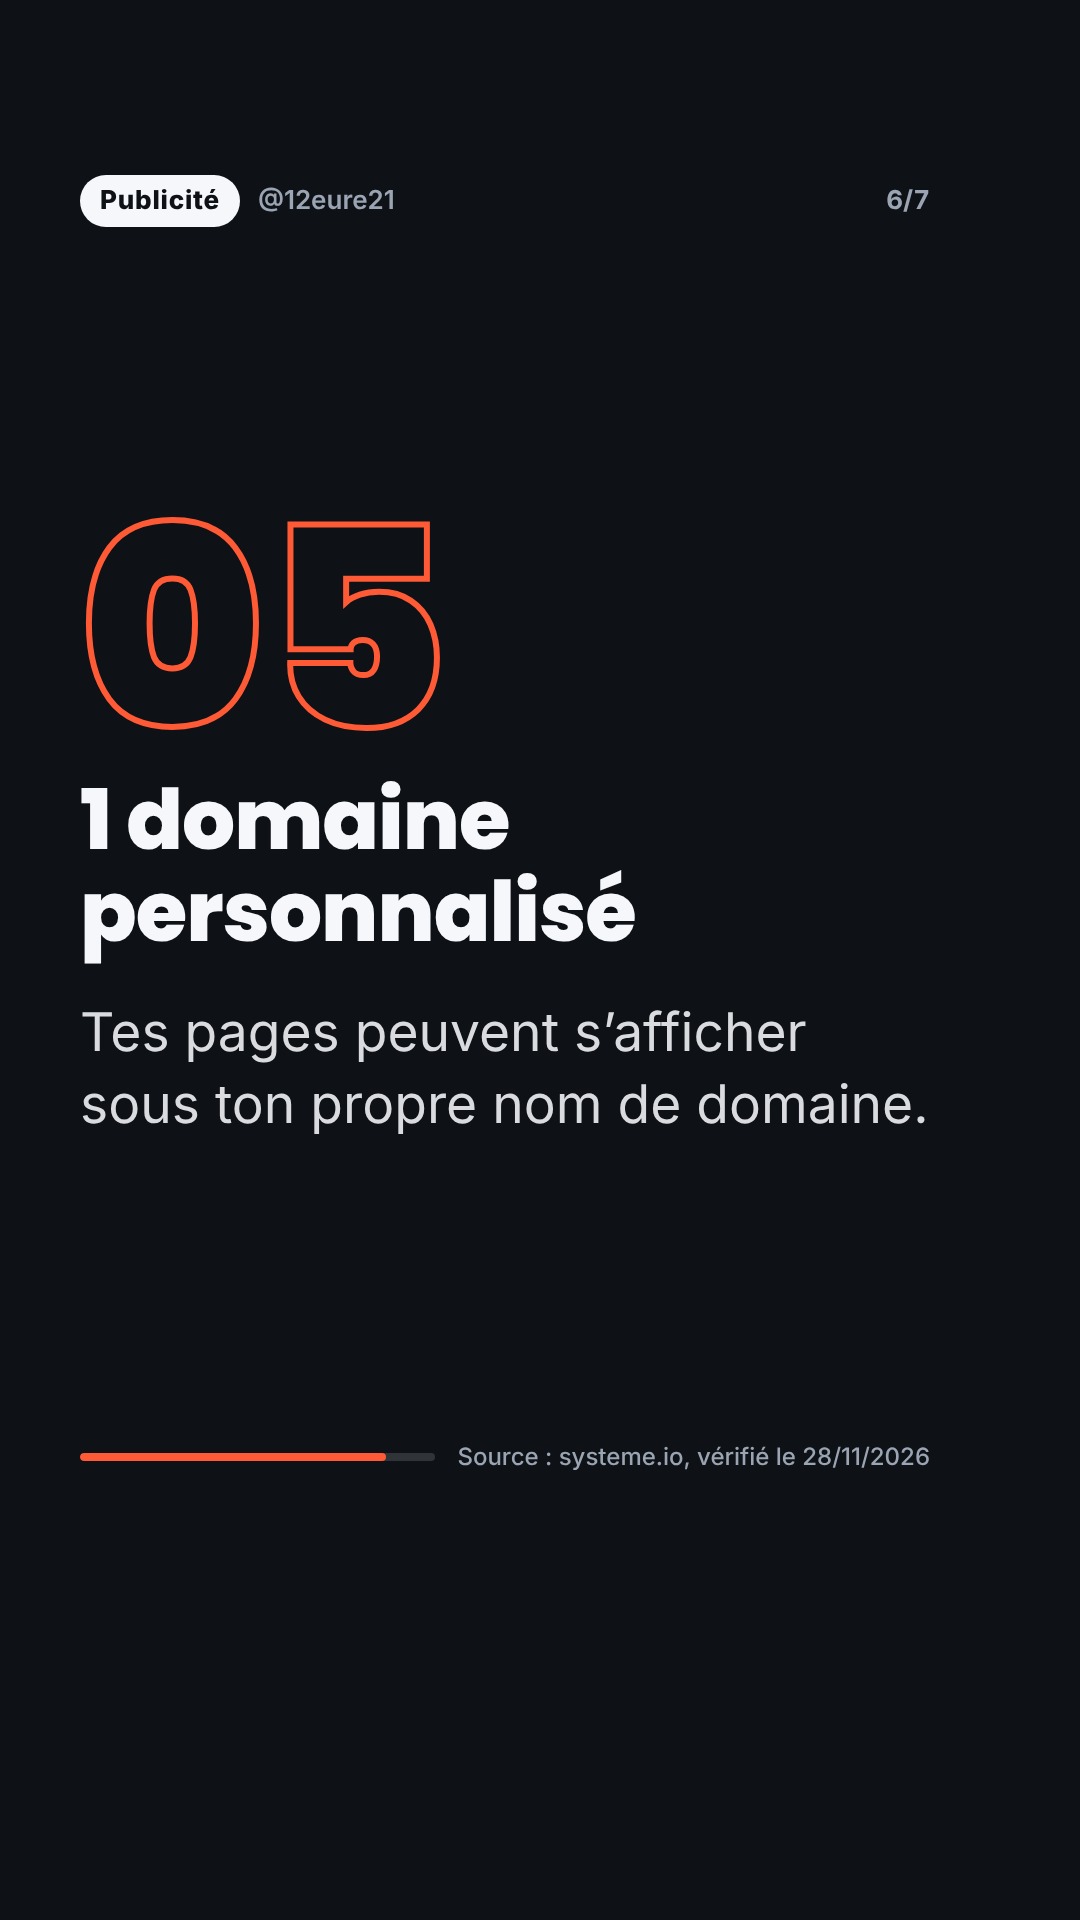 Publicité @12eure21 6/7
05
1 domaine
personnalisé
Tes pages peuvent s’afficher
sous ton propre nom de domaine.
Source : systeme.io, vérifié le 28/11/2026